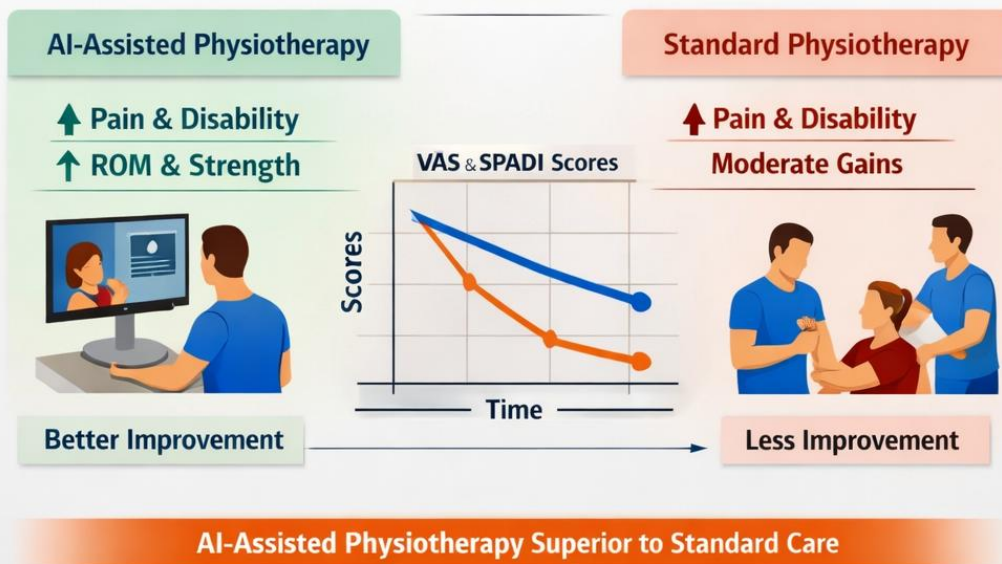 AI-Assisted Physiotherapy
↑ Pain & Disability
↑ ROM & Strength
Standard Physiotherapy
↑ Pain & Disability
Moderate Gains
VAS & SPADI Scores
Scores
Time
Better Improvement
Less Improvement
AI-Assisted Physiotherapy Superior to Standard Care